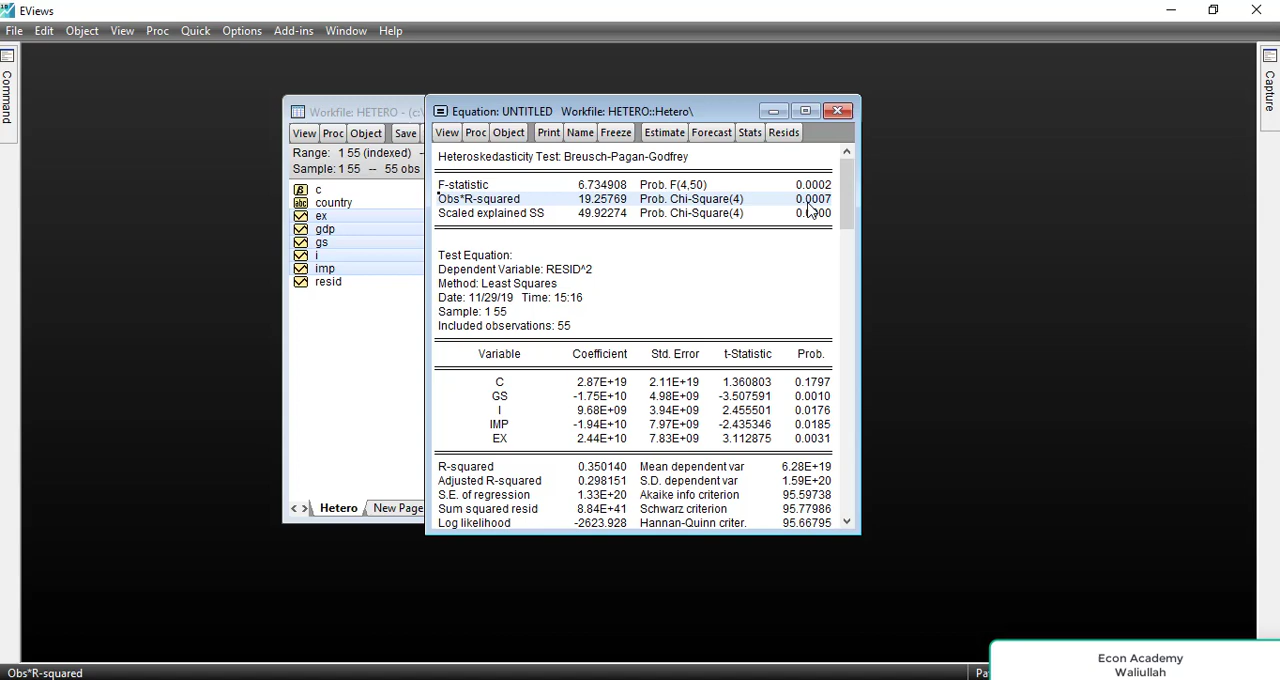 EViews
File Edit Object View Proc Quick Options Add-ins Window Help
Command
Capture
Workfile: HETERO - (c:\
View Proc Object Save
Range: 1 55 (indexed) -
Sample: 1 55 -- 55 obs
c
country
ex
gdp
gs
i
imp
resid
Hetero New Page
Equation: UNTITLED Workfile: HETERO::Hetero\
View Proc Object Print Name Freeze Estimate Forecast Stats Resids
Heteroskedasticity Test: Breusch-Pagan-Godfrey
F-statistic 6.734908 Prob. F(4,50) 0.0002
Obs*R-squared 19.25769 Prob. Chi-Square(4) 0.0007
Scaled explained SS 49.92274 Prob. Chi-Square(4) 0.0000
Test Equation:
Dependent Variable: RESID^2
Method: Least Squares
Date: 11/29/19 Time: 15:16
Sample: 1 55
Included observations: 55
Variable Coefficient Std. Error t-Statistic Prob.
C 2.87E+19 2.11E+19 1.360803 0.1797
GS -1.75E+10 4.98E+09 -3.507591 0.0010
I 9.68E+09 3.94E+09 2.455501 0.0176
IMP -1.94E+10 7.97E+09 -2.435346 0.0185
EX 2.44E+10 7.83E+09 3.112875 0.0031
R-squared 0.350140 Mean dependent var 6.28E+19
Adjusted R-squared 0.298151 S.D. dependent var 1.59E+20
S.E. of regression 1.33E+20 Akaike info criterion 95.59738
Sum squared resid 8.84E+41 Schwarz criterion 95.77986
Log likelihood -2623.928 Hannan-Quinn criter. 95.66795
Obs*R-squared
Pa
Econ Academy
Waliullah